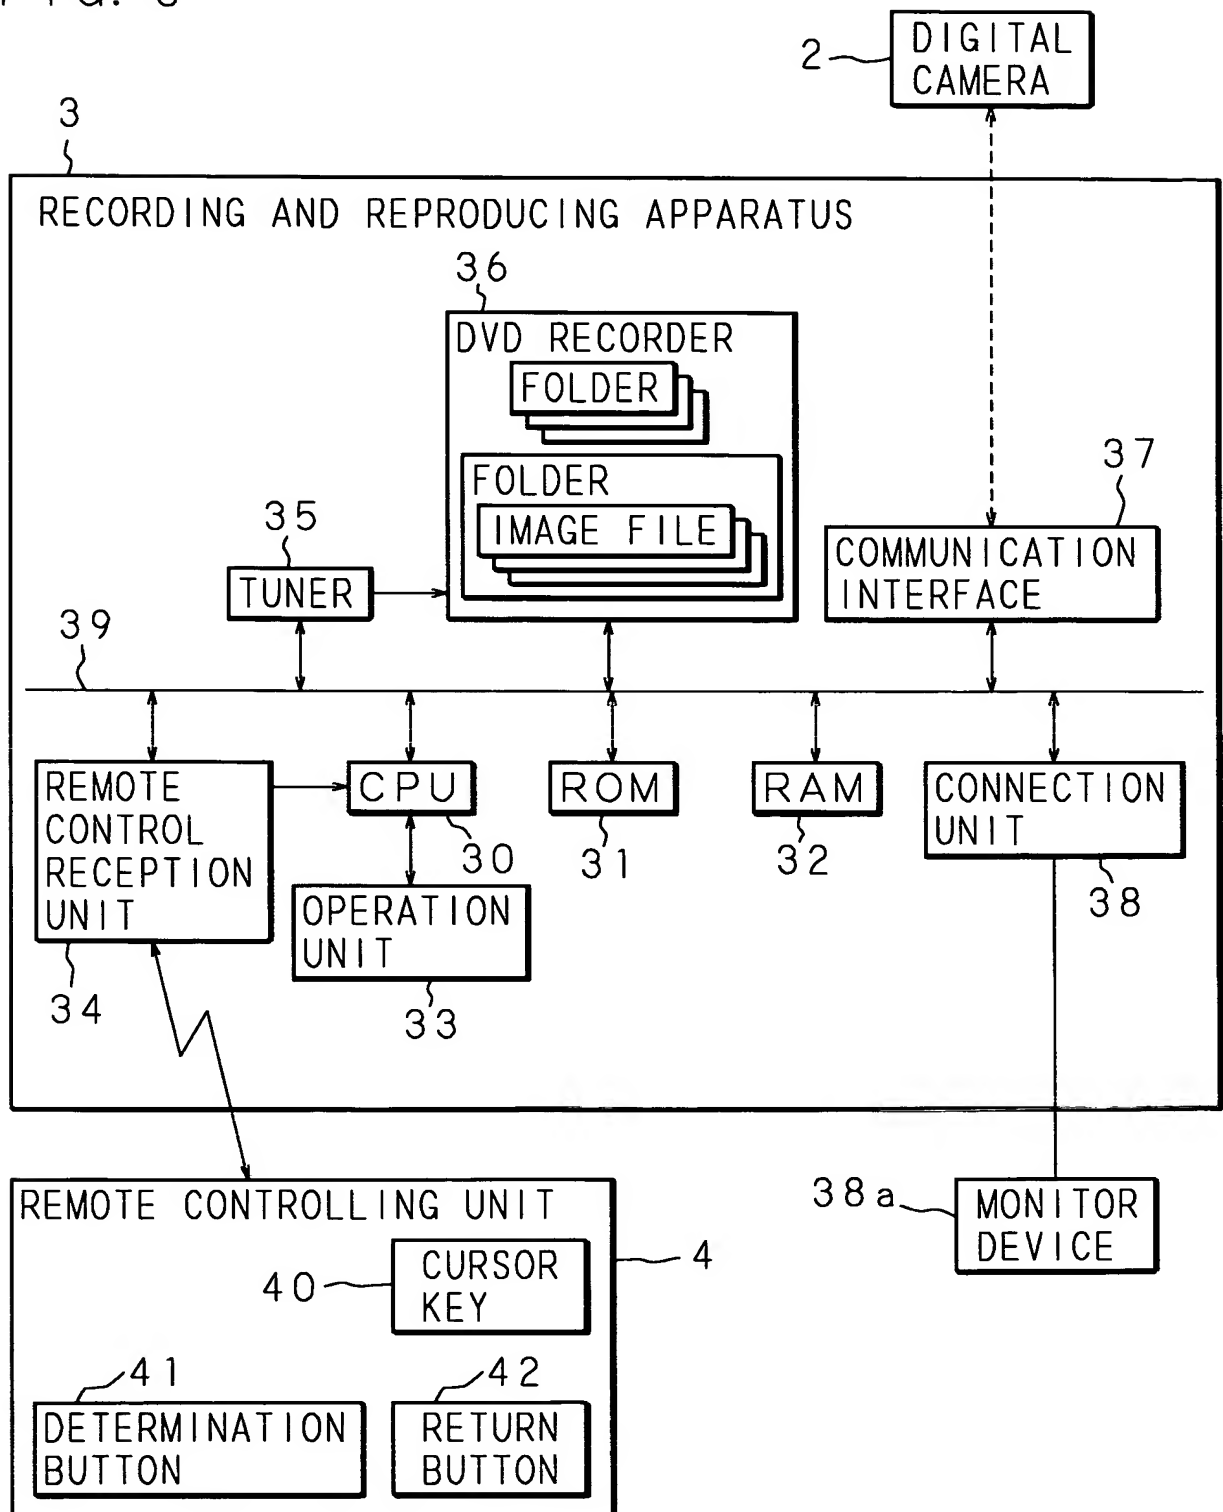 2
DIGITAL
CAMERA
3
RECORDING AND REPRODUCING APPARATUS
36
DVD RECORDER
FOLDER
FOLDER
IMAGE FILE
37
COMMUNICATION
INTERFACE
35
TUNER
39
REMOTE
CONTROL
RECEPTION
UNIT
34
CPU
30
OPERATION
UNIT
33
ROM
31
RAM
32
CONNECTION
UNIT
38
REMOTE CONTROLLING UNIT
4
40
CURSOR
KEY
41
DETERMINATION
BUTTON
42
RETURN
BUTTON
38a
MONITOR
DEVICE